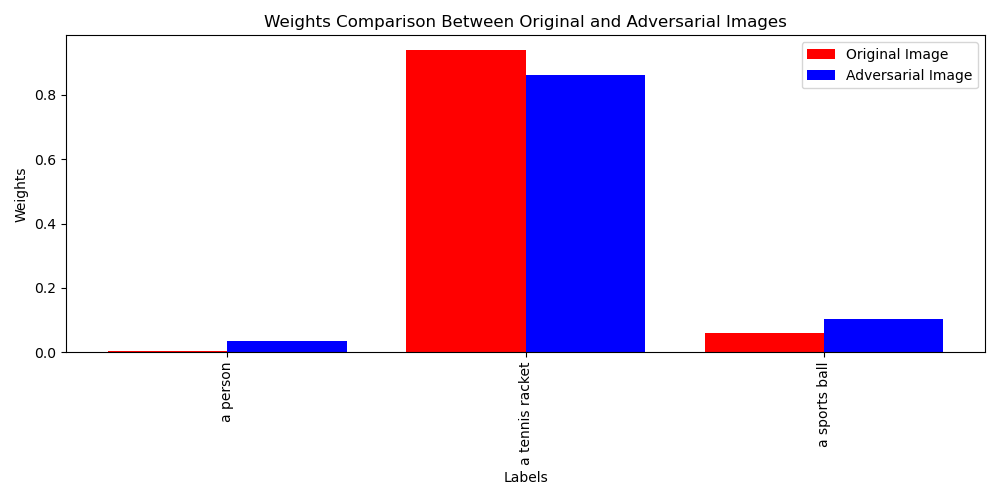 Weights Comparison Between Original and Adversarial Images
Original Image
Adversarial Image
Weights
0.8
0.6
0.4
0.2
0.0
a person
a tennis racket
a sports ball
Labels